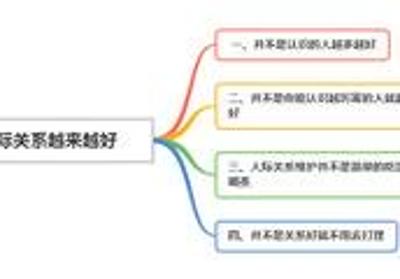 际关系越来越好
一、并不是认识的人越多越好
二、并不是你能认识越厉害的人越
好
三、人际关系维护并不是简单的吃
喝
四、并不是关系好就不用去打理